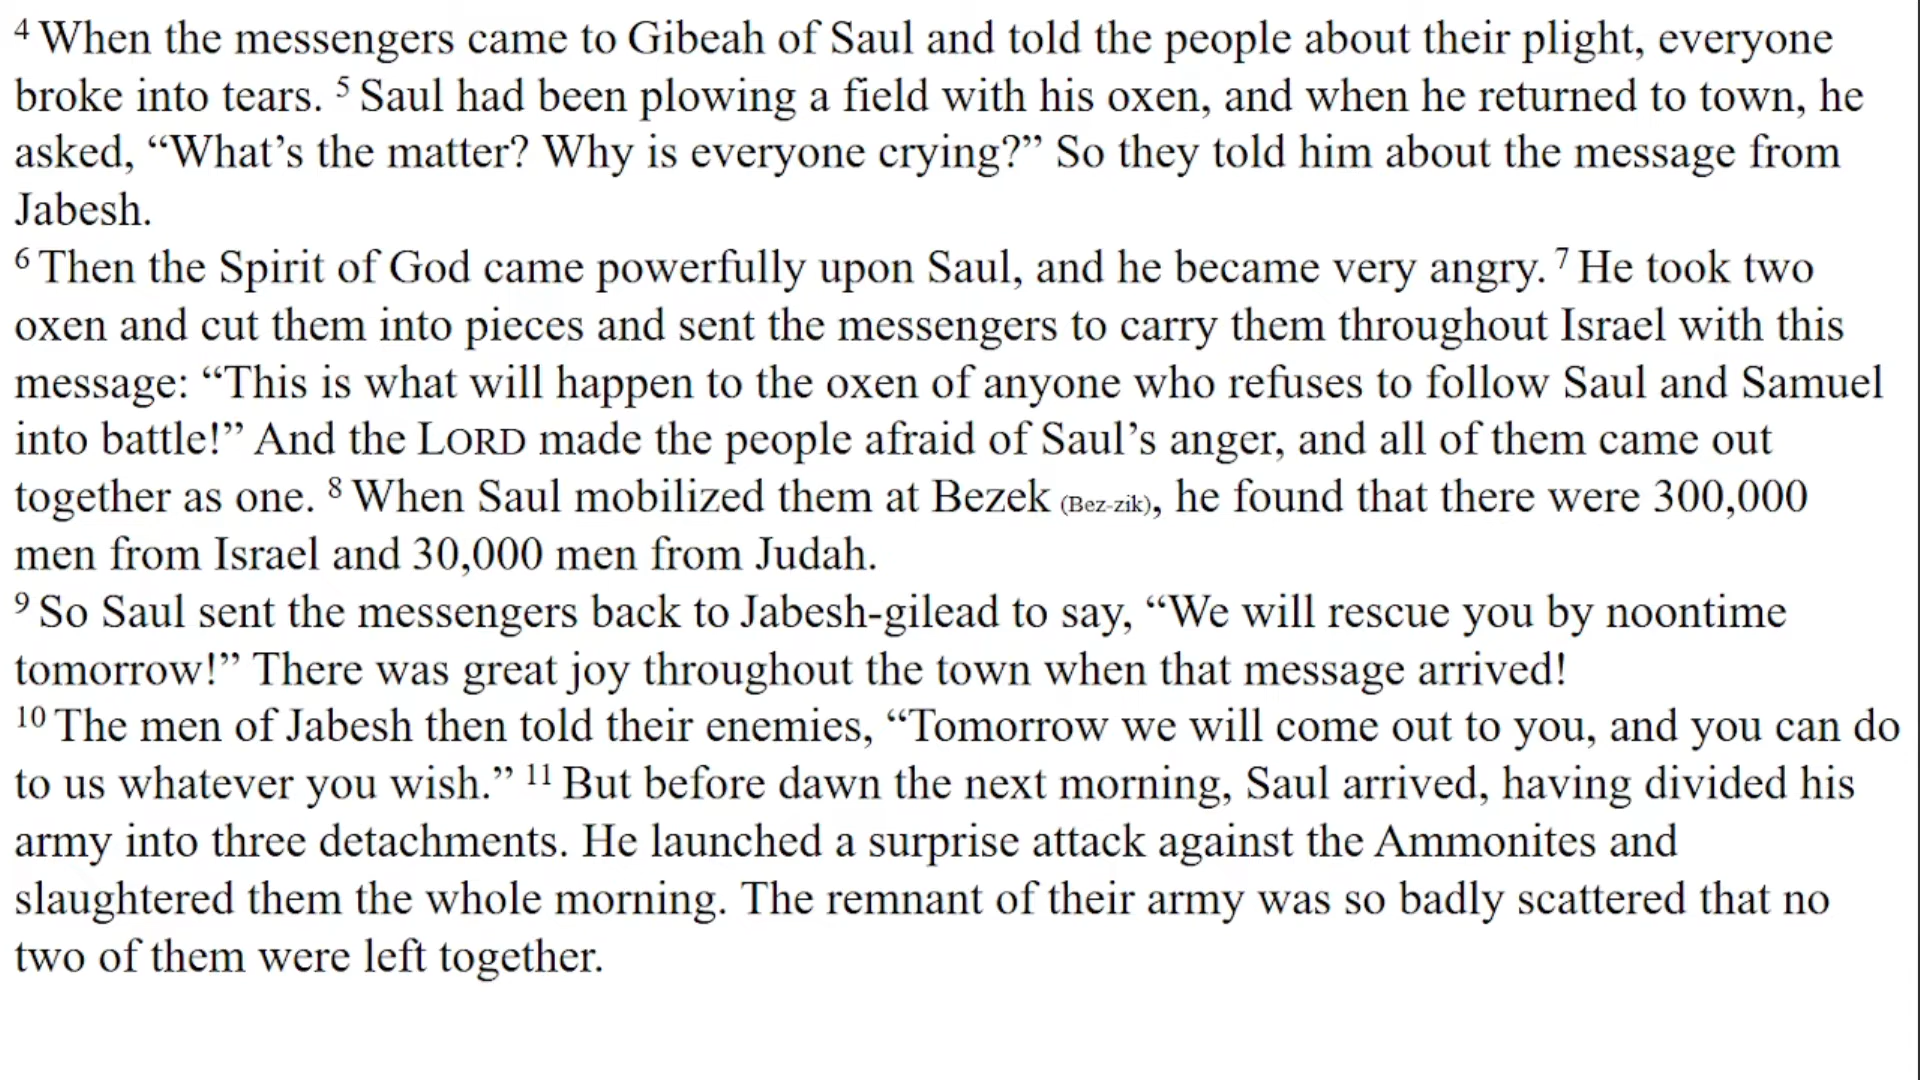 4 When the messengers came to Gibeah of Saul and told the people about their plight, everyone
broke into tears. 5 Saul had been plowing a field with his oxen, and when he returned to town, he
asked, “What’s the matter? Why is everyone crying?” So they told him about the message from
Jabesh.
6 Then the Spirit of God came powerfully upon Saul, and he became very angry. 7 He took two
oxen and cut them into pieces and sent the messengers to carry them throughout Israel with this
message: “This is what will happen to the oxen of anyone who refuses to follow Saul and Samuel
into battle!” And the LORD made the people afraid of Saul’s anger, and all of them came out
together as one. 8 When Saul mobilized them at Bezek (Bez-zik), he found that there were 300,000
men from Israel and 30,000 men from Judah.
9 So Saul sent the messengers back to Jabesh-gilead to say, “We will rescue you by noontime
tomorrow!” There was great joy throughout the town when that message arrived!
10 The men of Jabesh then told their enemies, “Tomorrow we will come out to you, and you can do
to us whatever you wish.” 11 But before dawn the next morning, Saul arrived, having divided his
army into three detachments. He launched a surprise attack against the Ammonites and
slaughtered them the whole morning. The remnant of their army was so badly scattered that no
two of them were left together.